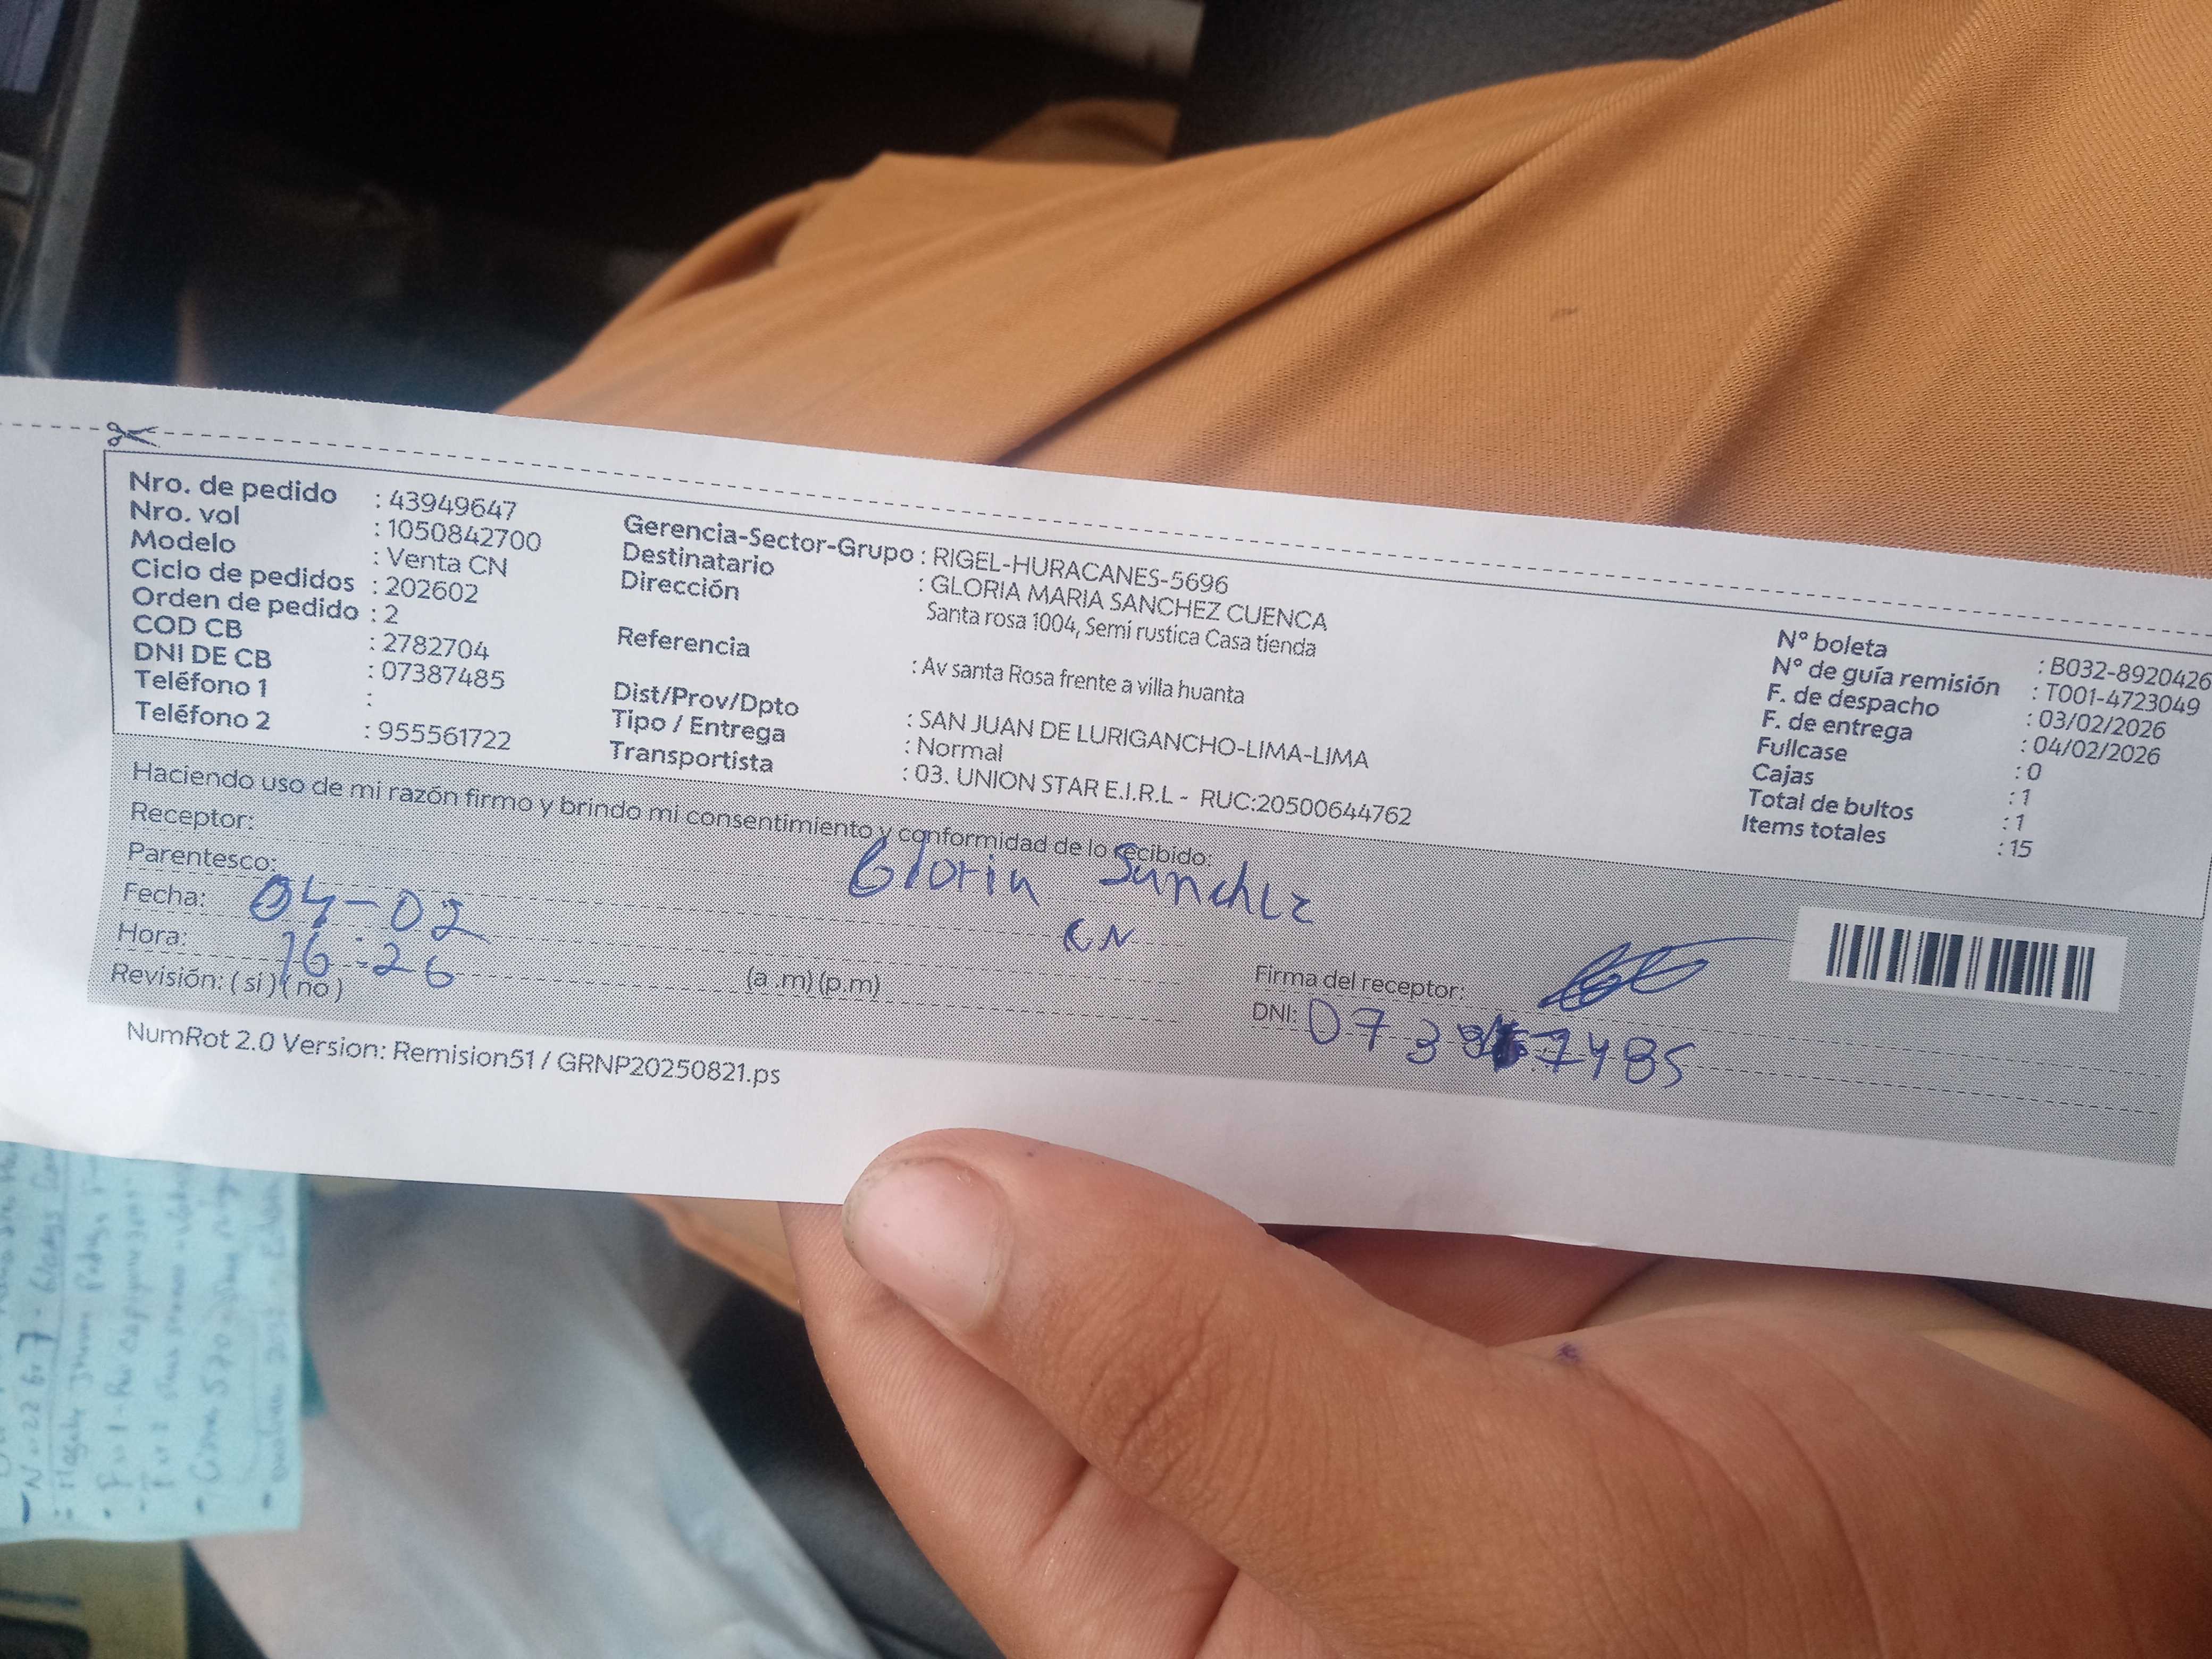 Nro. de pedido : 43949647
Nro. vol : 1050842700
Modelo : Venta CN
Ciclo de pedidos : 202602
Orden de pedido : 2
COD CB : 2782704
DNI DE CB : 07387485
Teléfono 1 :
Teléfono 2 : 955561722
Gerencia-Sector-Grupo : RIGEL-HURACANES-5696
Destinatario : GLORIA MARIA SANCHEZ CUENCA
Dirección Santa rosa 1004, Semi rustica Casa tienda
Referencia : Av santa Rosa frente a villa huanta
Dist/Prov/Dpto : SAN JUAN DE LURIGANCHO-LIMA-LIMA
Tipo / Entrega : Normal
Transportista : 03. UNION STAR E.I.R.L - RUC:20500644762
N° boleta : B032-8920426
N° de guía remisión : T001-4723049
F. de despacho : 03/02/2026
F. de entrega : 04/02/2026
Fullcase : 0
Cajas : 1
Total de bultos : 1
Items totales : 15
Haciendo uso de mi razón firmo y brindo mi consentimiento y conformidad de lo recibido:
Receptor: Gloria Sanchez
Parentesco: CN
Fecha: 04-02
Hora: 16:26 (a .m) (p.m)
Revisión: ( si ) ( no )
Firma del receptor:
DNI: 07387485
NumRot 2.0 Version: Remision51 / GRNP20250821.ps